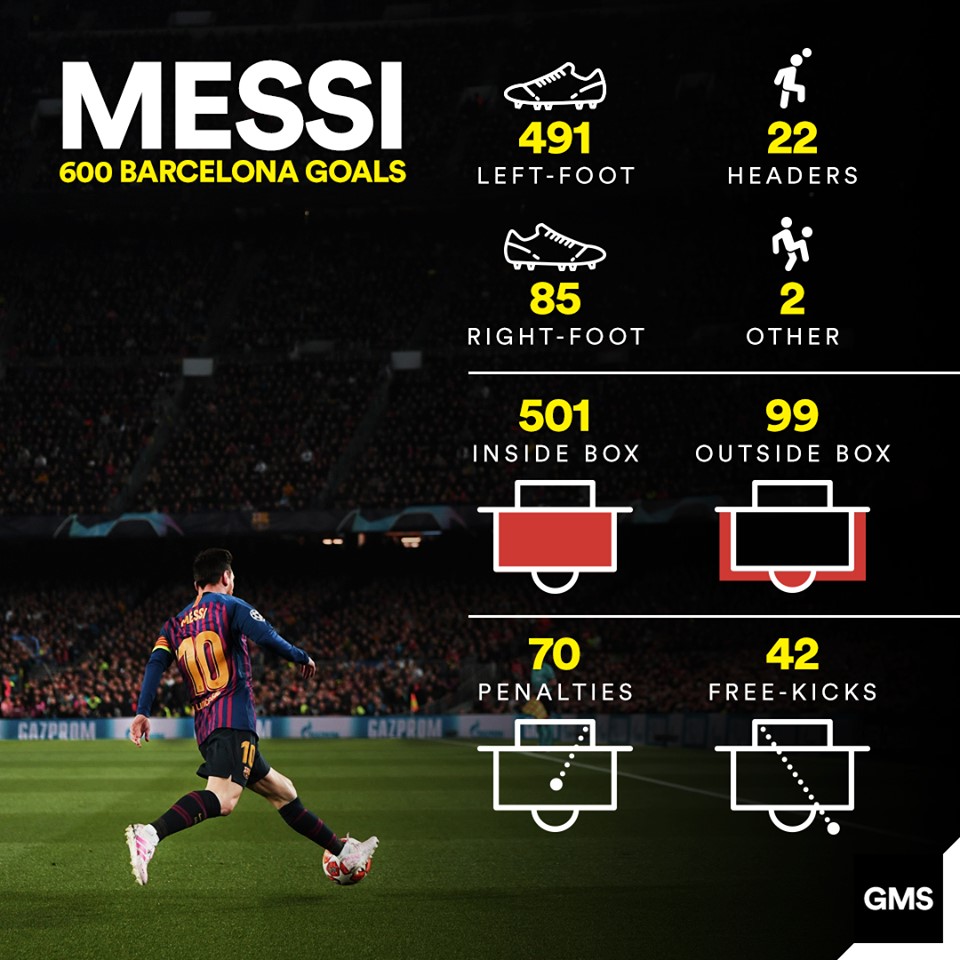 MESSI
600 BARCELONA GOALS
491
LEFT-FOOT
22
HEADERS
85
RIGHT-FOOT
2
OTHER
501
INSIDE BOX
99
OUTSIDE BOX
70
PENALTIES
42
FREE-KICKS
MESSI
10
10
GAZPROM
GAZPROM
GMS